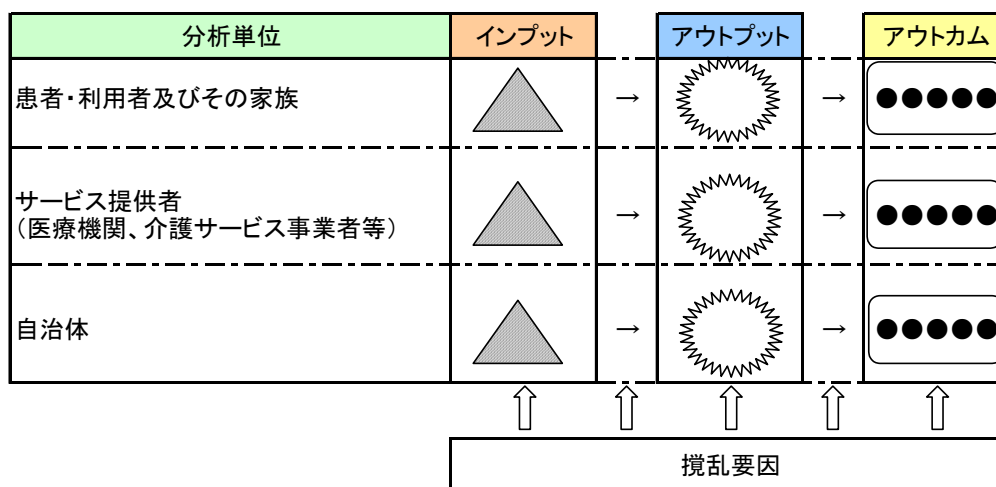 分析単位 インプット アウトプット アウトカム
患者・利用者及びその家族 → → ●●●●●
サービス提供者
（医療機関、介護サービス事業者等） → → ●●●●●
自治体 → → ●●●●●
撹乱要因